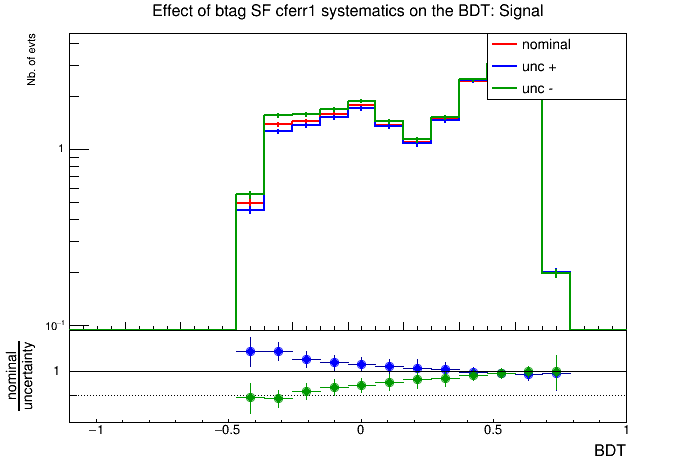 Effect of btag SF cferr1 systematics on the BDT: Signal
Nb. of evts
nominal
unc +
unc -
1
10⁻¹
nominal
uncertainty
1
−1 −0.5 0 0.5 1
BDT